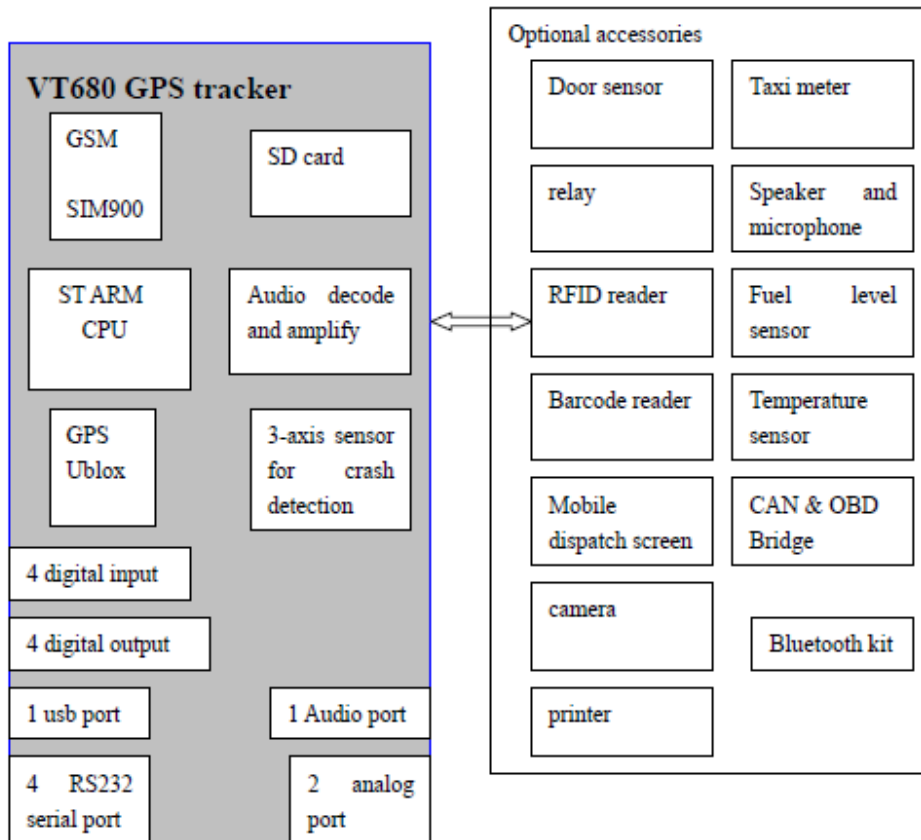 VT680 GPS tracker
GSM
SIM900
SD card
ST ARM
CPU
Audio decode
and amplify
GPS
Ublox
3-axis sensor
for crash
detection
4 digital input
4 digital output
1 usb port
1 Audio port
4 RS232
serial port
2 analog
port
Optional accessories
Door sensor
Taxi meter
relay
Speaker and
microphone
RFID reader
Fuel level
sensor
Barcode reader
Temperature
sensor
Mobile
dispatch screen
CAN & OBD
Bridge
camera
Bluetooth kit
printer